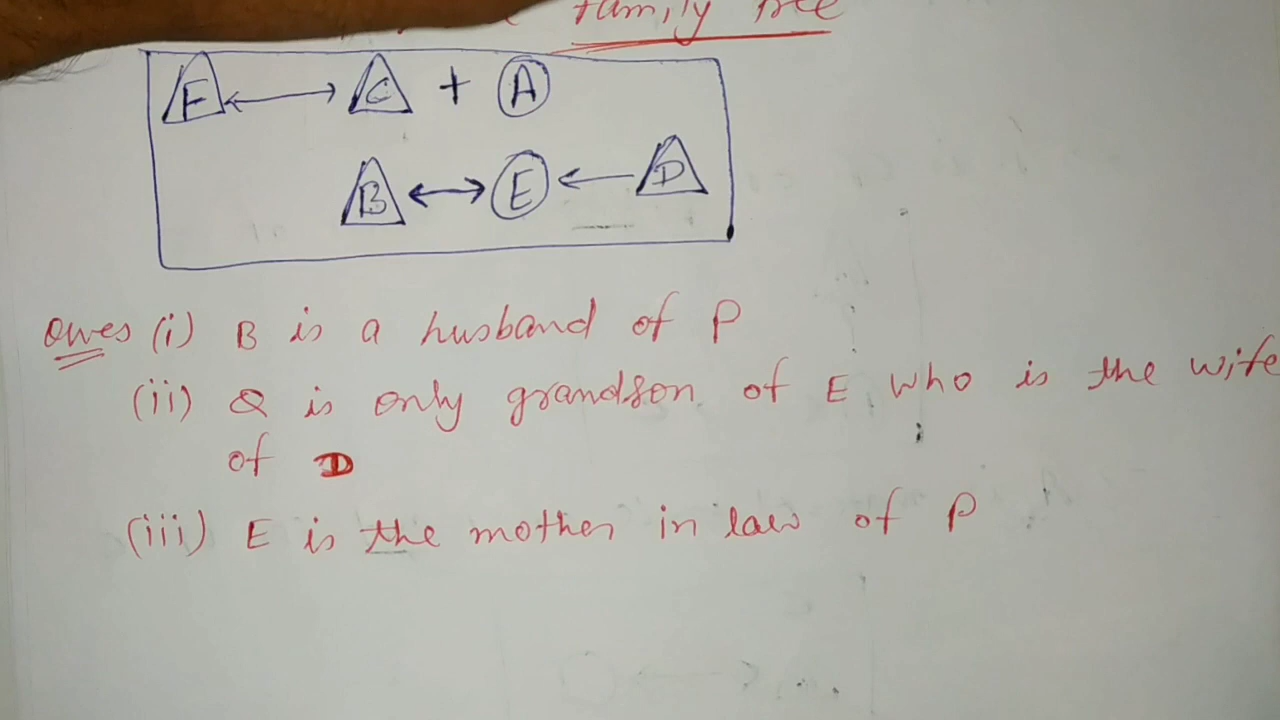 family tree
F ↔ C + A
B ↔ E ← D
Ques (i) B is a husband of P
(ii) Q is only grandson of E who is the wife
of D
(iii) E is the mother in law of P